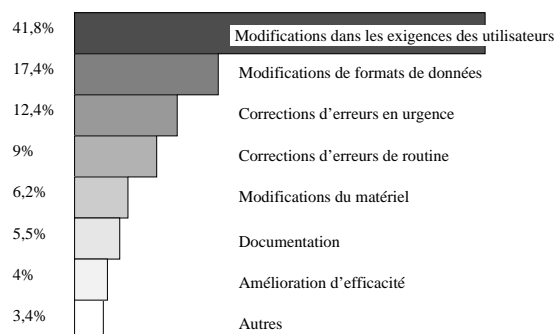 41,8% Modifications dans les exigences des utilisateurs
17,4% Modifications de formats de données
12,4% Corrections d’erreurs en urgence
9% Corrections d’erreurs de routine
6,2% Modifications du matériel
5,5% Documentation
4% Amélioration d’efficacité
3,4% Autres